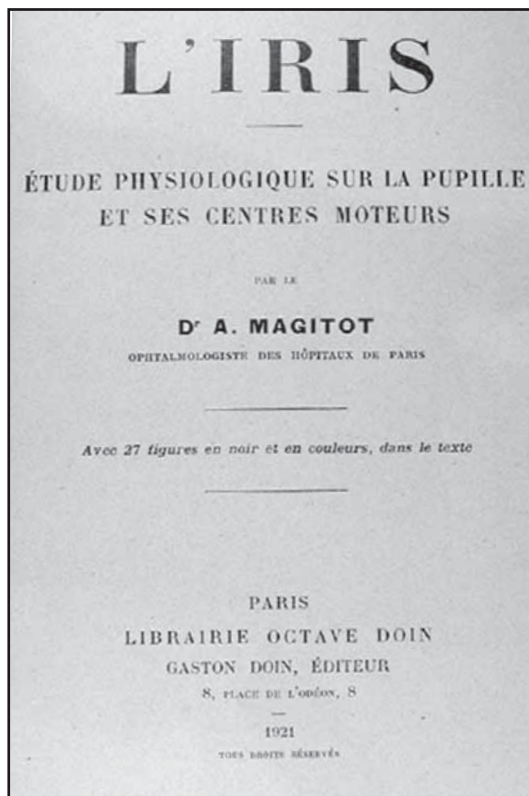 L'IRIS
ÉTUDE PHYSIOLOGIQUE SUR LA PUPILLE
ET SES CENTRES MOTEURS
PAR LE
Dr A. MAGITOT
OPHTALMOLOGISTE DES HÔPITAUX DE PARIS
Avec 27 figures en noir et en couleurs, dans le texte
PARIS
LIBRAIRIE OCTAVE DOIN
GASTON DOIN, ÉDITEUR
8, PLACE DE L'ODÉON, 8
1921
TOUS DROITS RÉSERVÉS